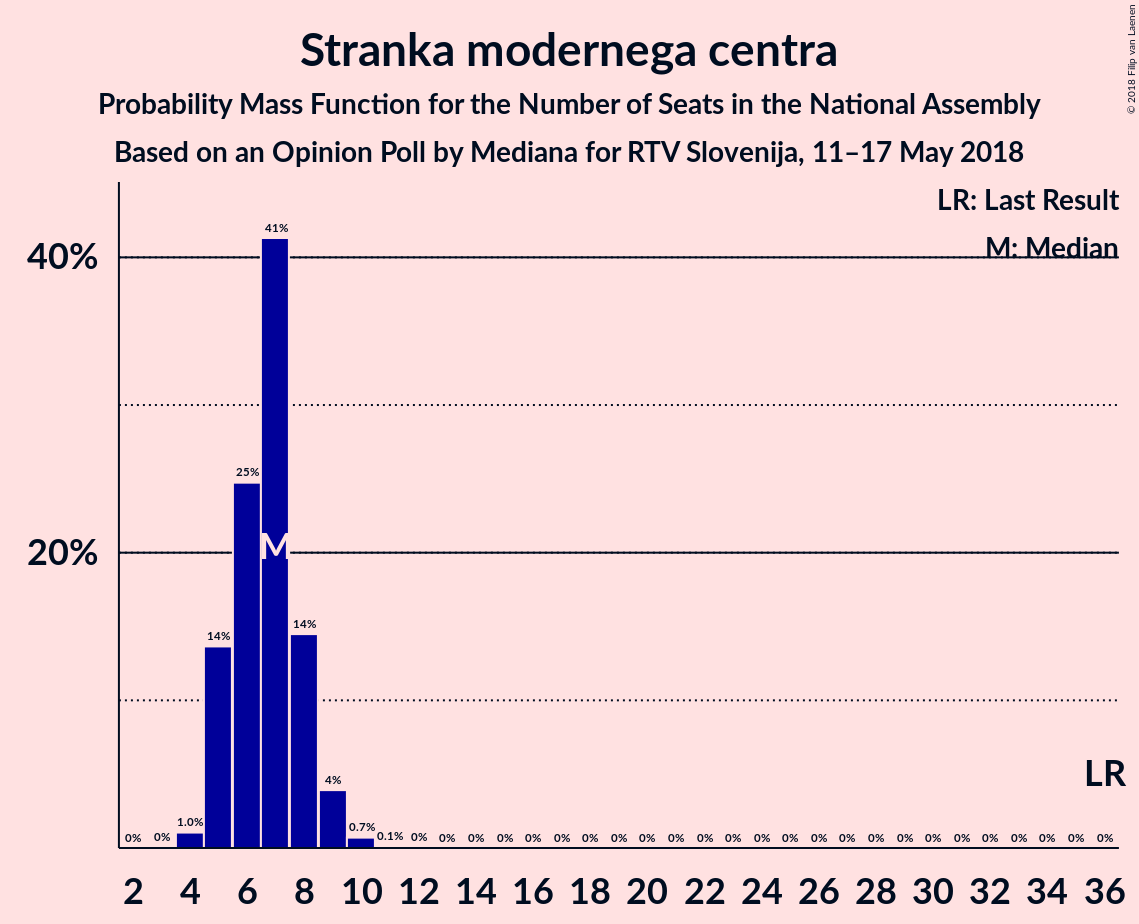 Stranka modernega centra
Probability Mass Function for the Number of Seats in the National Assembly
Based on an Opinion Poll by Mediana for RTV Slovenija, 11–17 May 2018
© 2018 Filip van Laenen
LR: Last Result
M: Median
40%
20%
0% 0% 1.0% 14% 25% 41% 14% 4% 0.7% 0.1% 0% 0% 0% 0% 0% 0% 0% 0% 0% 0% 0% 0% 0% 0% 0% 0% 0% 0% 0% 0% 0% 0% 0% 0% 0%
M
LR
2 4 6 8 10 12 14 16 18 20 22 24 26 28 30 32 34 36